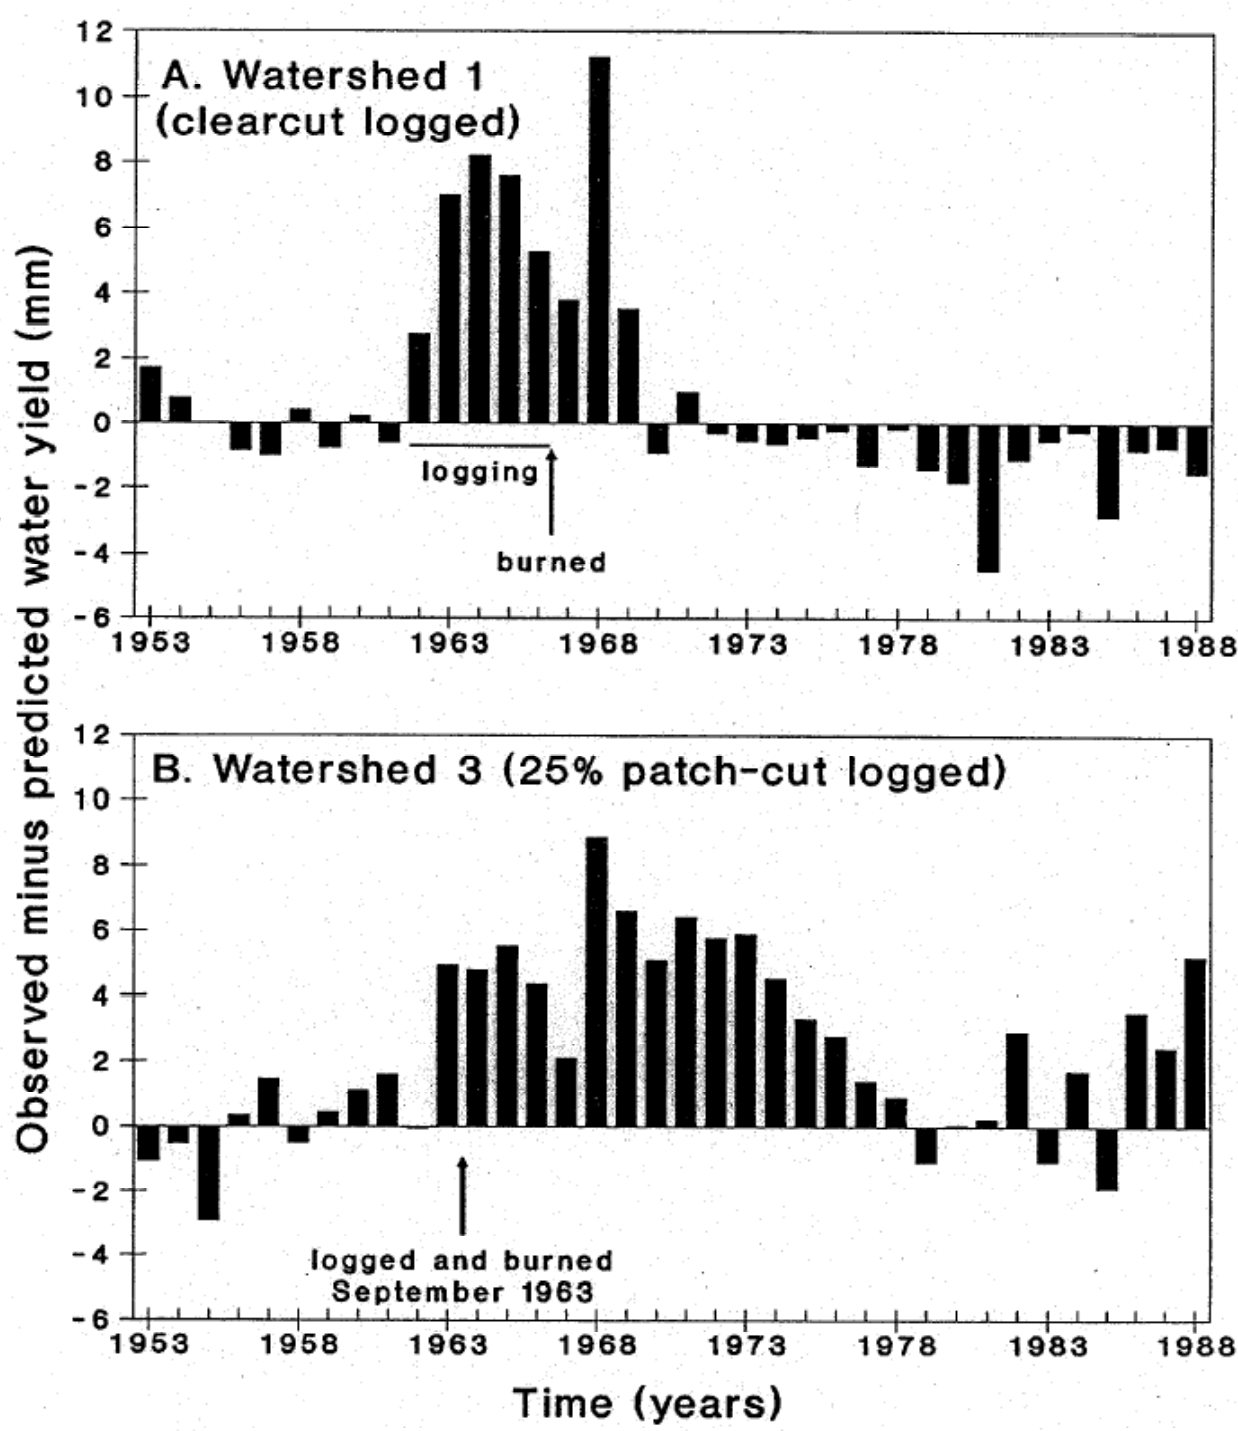 Observed minus predicted water yield (mm)
12
A. Watershed 1
(clearcut logged)
10
8
6
4
2
0
logging
-2
burned
-4
-6
1953 1958 1963 1968 1973 1978 1983 1988
12
B. Watershed 3 (25% patch-cut logged)
10
8
6
4
2
0
-2
-4
logged and burned
September 1963
-6
1953 1958 1963 1968 1973 1978 1983 1988
Time (years)